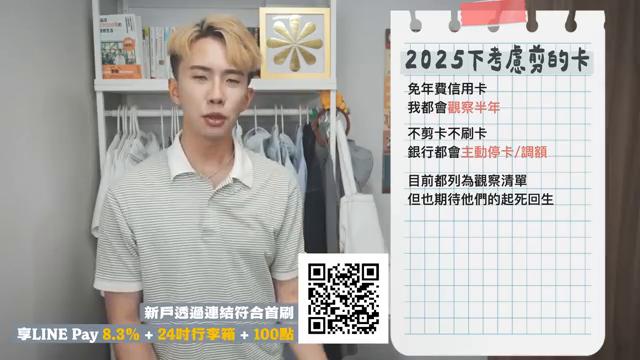 2025下考慮剪的卡
免年費信用卡
我都會觀察半年
不剪卡不刷卡
銀行都會主動停卡/調額
目前都列為觀察清單
但也期待他們的起死回生
新戶透過連結符合首刷
享LINE Pay 8.3% + 24吋行李箱 + 100點